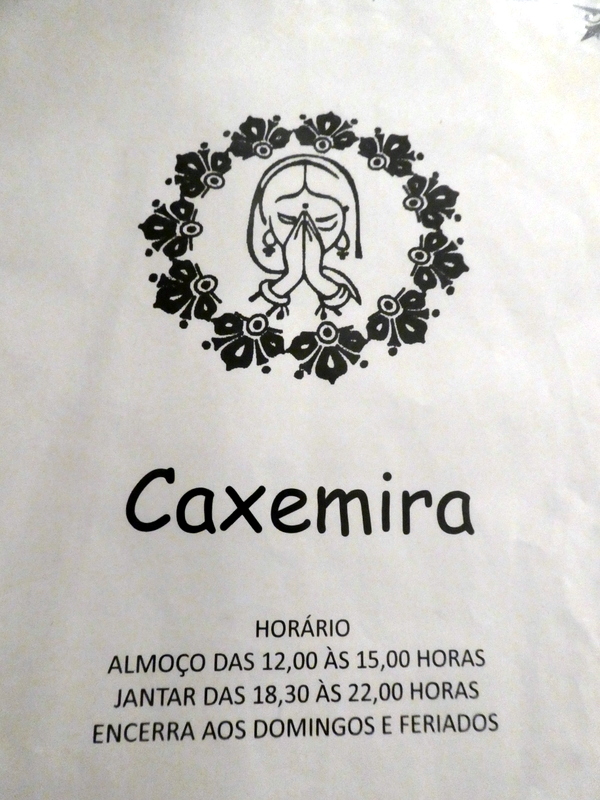 Caxemira
HORÁRIO
ALMOÇO DAS 12,00 ÀS 15,00 HORAS
JANTAR DAS 18,30 ÀS 22,00 HORAS
ENCERRA AOS DOMINGOS E FERIADOS